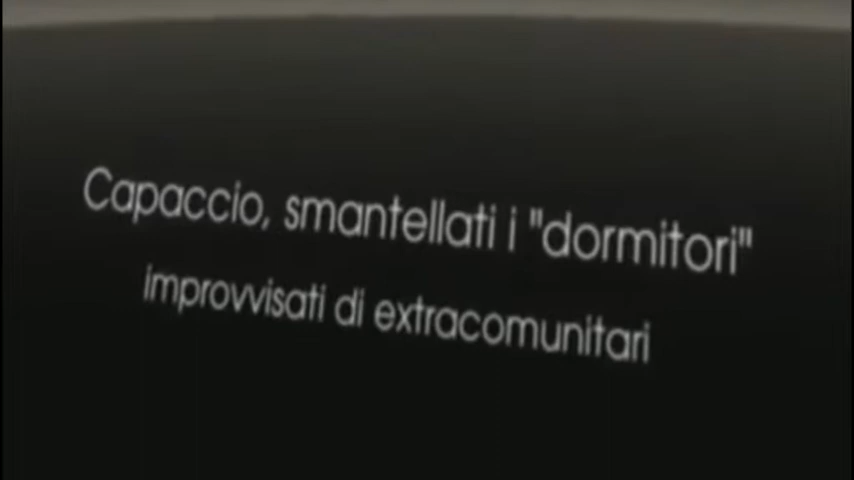 Capaccio, smantellati i "dormitori"
improvvisati di extracomunitari